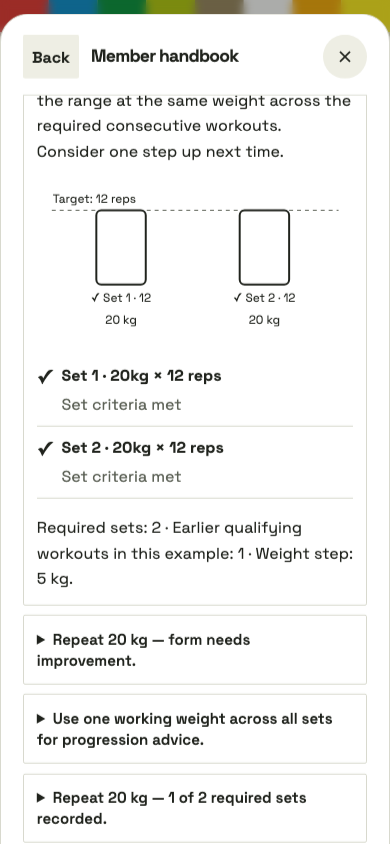 Back
Member handbook
×
the range at the same weight across the
required consecutive workouts.
Consider one step up next time.
Target: 12 reps
✓ Set 1 · 12
20 kg
✓ Set 2 · 12
20 kg
✓ Set 1 · 20kg × 12 reps
Set criteria met
✓ Set 2 · 20kg × 12 reps
Set criteria met
Required sets: 2 · Earlier qualifying
workouts in this example: 1 · Weight step:
5 kg.
▶ Repeat 20 kg — form needs
improvement.
▶ Use one working weight across all sets
for progression advice.
▶ Repeat 20 kg — 1 of 2 required sets
recorded.